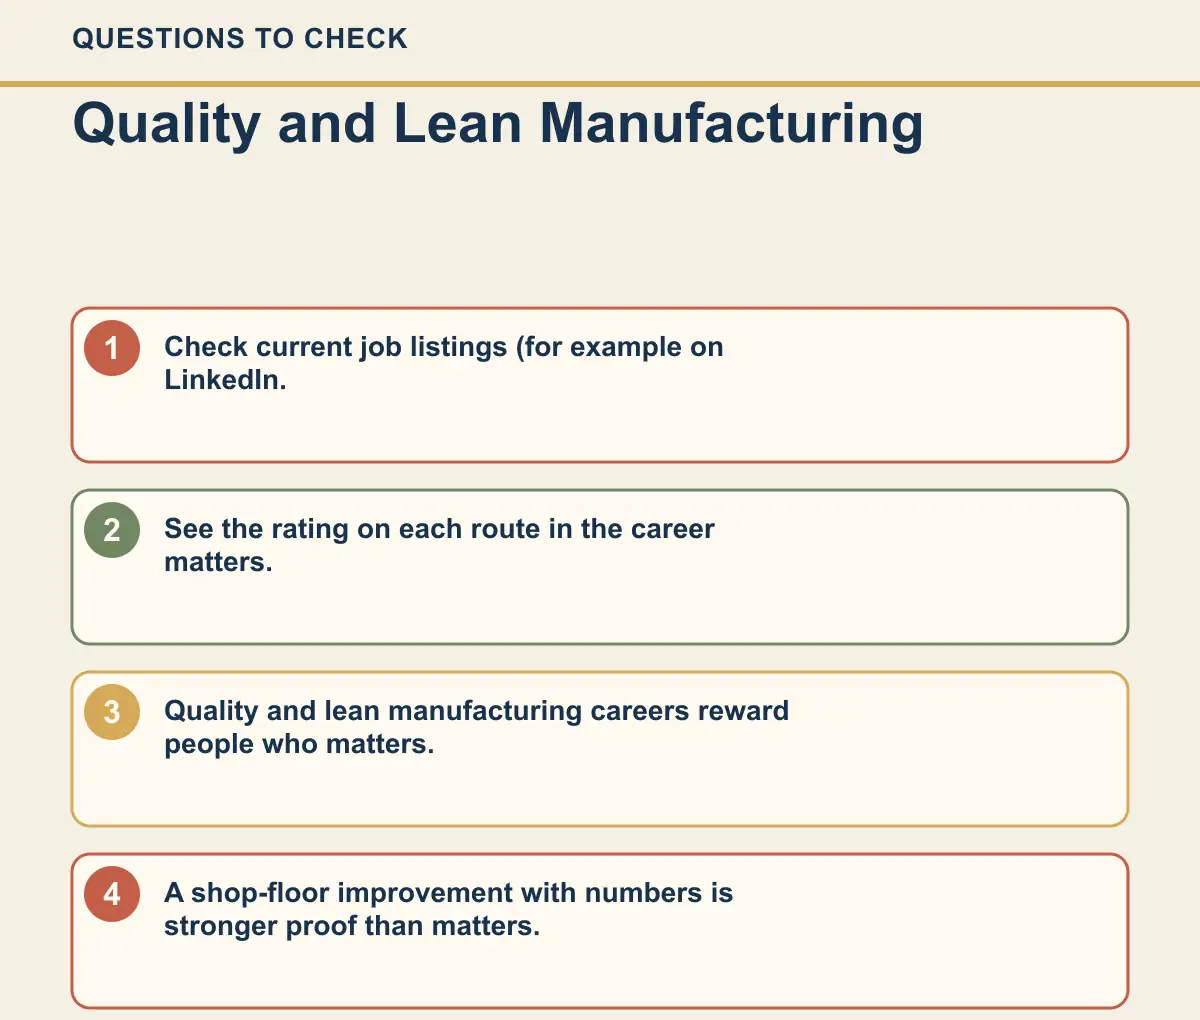 QUESTIONS TO CHECK
Quality and Lean Manufacturing
1
Check current job listings (for example on
LinkedIn.
2
See the rating on each route in the career
matters.
3
Quality and lean manufacturing careers reward
people who matters.
4
A shop-floor improvement with numbers is
stronger proof than matters.